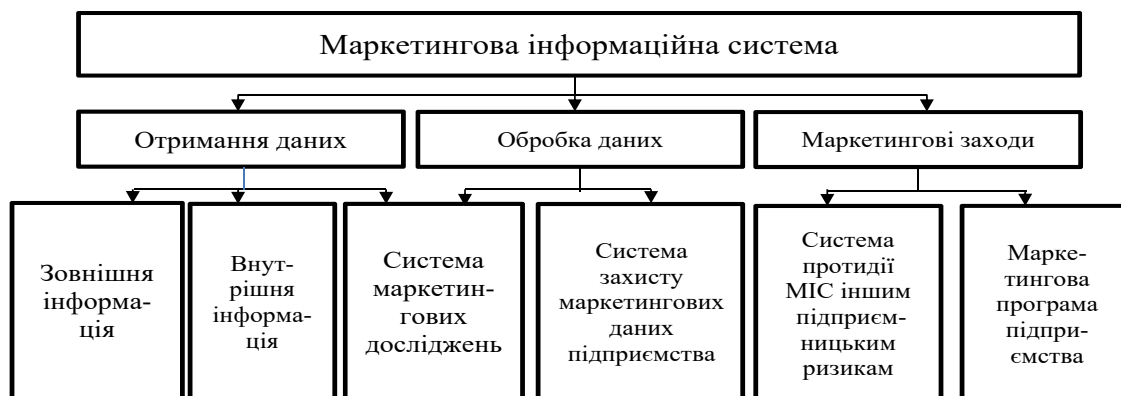 Маркетингова інформаційна система
Отримання даних
Обробка даних
Маркетингові заходи
Зовнішня
інформа-
ція
Внут-
рішня
інформа-
ція
Система
маркетин-
гових
досліджень
Система
захисту
маркетингових
даних
підприємства
Система
протидії
МІС іншим
підприєм-
ницьким
ризикам
Марке-
тингова
програма
підпри-
ємства